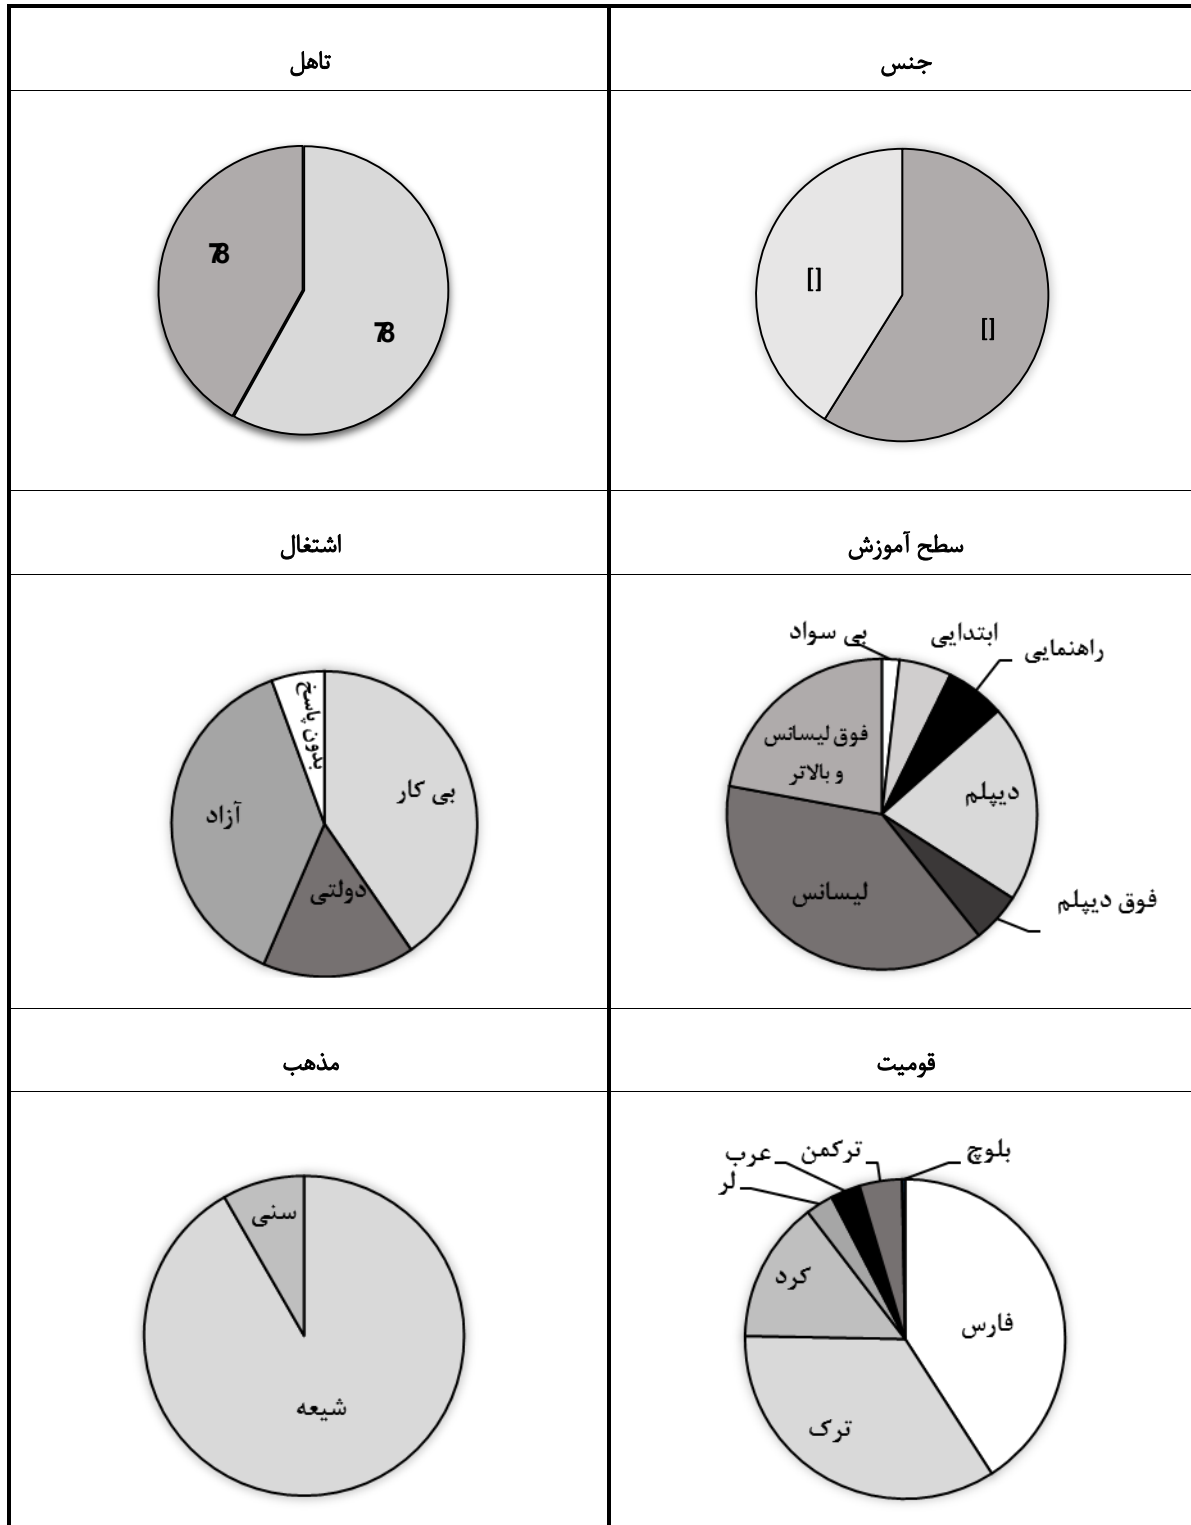 جنس
تاهل
[]
[]
78
78
سطح آموزش
اشتغال
بی سواد
ابتدایی
راهنمایی
دیپلم
فوق دیپلم
لیسانس
فوق لیسانس
و بالاتر
بدون پاسخ
بی کار
دولتی
آزاد
قومیت
مذهب
بلوچ
ترکمن
عرب
لر
کرد
فارس
ترک
سنی
شیعه